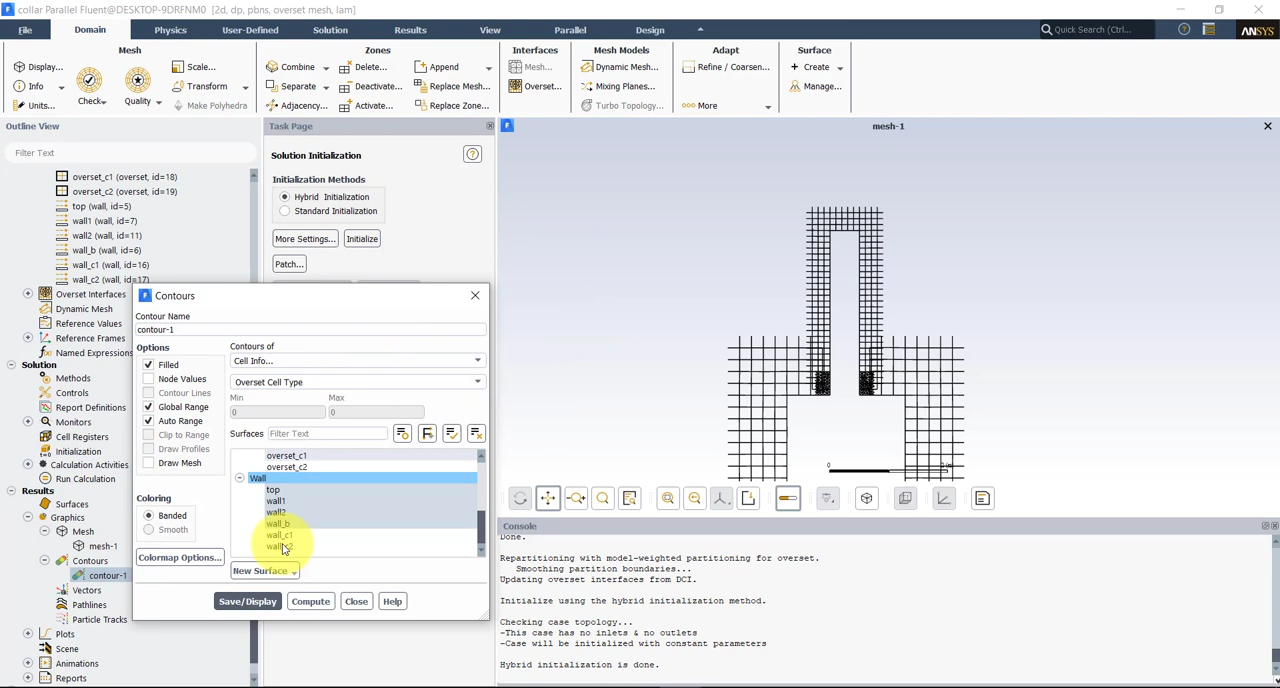 collar Parallel Fluent@DESKTOP-9DRFNM0 [2d, dp, pbns, overset mesh, lam]
File Domain Physics User-Defined Solution Results View Parallel Design Quick Search (Ctrl... ANSYS
Mesh Zones Interfaces Mesh Models Adapt Surface
Display... Scale... Combine Delete... Append Mesh... Dynamic Mesh... Refine / Coarsen... Create
Info Check Quality Transform Separate Deactivate... Replace Mesh... Overset... Mixing Planes... Manage...
Units... Make Polyhedra Adjacency... Activate... Replace Zone... Turbo Topology... More
Outline View
Filter Text
overset_c1 (overset, id=18)
overset_c2 (overset, id=19)
top (wall, id=5)
wall1 (wall, id=7)
wall2 (wall, id=11)
wall_b (wall, id=6)
wall_c1 (wall, id=16)
wall_c2 (wall, id=17)
Overset Interfaces
Dynamic Mesh
Reference Values
Reference Frames
Named Expressions
Solution
Methods
Controls
Report Definitions
Monitors
Cell Registers
Initialization
Calculation Activities
Run Calculation
Results
Surfaces
Graphics
Mesh
mesh-1
Contours
contour-1
Vectors
Pathlines
Particle Tracks
Plots
Scene
Animations
Reports
Task Page
Solution Initialization
Initialization Methods
Hybrid Initialization
Standard Initialization
More Settings... Initialize
Patch...
Contours
Contour Name
contour-1
Options
Filled
Node Values
Contour Lines
Global Range
Auto Range
Clip to Range
Draw Profiles
Draw Mesh
Coloring
Banded
Smooth
Colormap Options...
Contours of
Cell Info...
Overset Cell Type
Min Max
0 0
Surfaces Filter Text
overset_c1
overset_c2
Wall
top
wall1
wall2
wall_b
wall_c1
New Surface
Save/Display Compute Close Help
mesh-1
0
Console
Done.
Repartitioning with model-weighted partitioning for overset.
Smoothing partition boundaries...
Updating overset interfaces from DCI.
Initialize using the hybrid initialization method.
Checking case topology...
-This case has no inlets & no outlets
-Case will be initialized with constant parameters
Hybrid initialization is done.